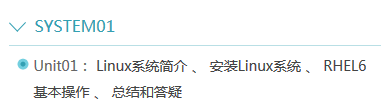 SYSTEM01
Unit01： Linux系统简介 、 安装Linux系统 、 RHEL6
基本操作 、 总结和答疑